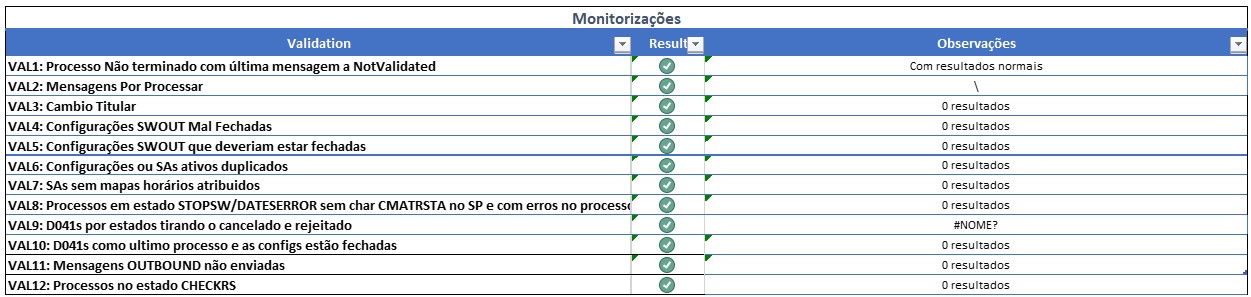 Monitorizações
Validation Result Observações
VAL1: Processo Não terminado com última mensagem a NotValidated Com resultados normais
VAL2: Mensagens Por Processar \
VAL3: Cambio Titular 0 resultados
VAL4: Configurações SWOUT Mal Fechadas 0 resultados
VAL5: Configurações SWOUT que deveriam estar fechadas 0 resultados
VAL6: Configurações ou SAs ativos duplicados 0 resultados
VAL7: SAs sem mapas horários atribuidos 0 resultados
VAL8: Processos em estado STOPSW/DATESERROR sem char CMATRSTA no SP e com erros no processo 0 resultados
VAL9: D041s por estados tirando o cancelado e rejeitado #NOME?
VAL10: D041s como ultimo processo e as configs estão fechadas 0 resultados
VAL11: Mensagens OUTBOUND não enviadas 0 resultados
VAL12: Processos no estado CHECKRS 0 resultados